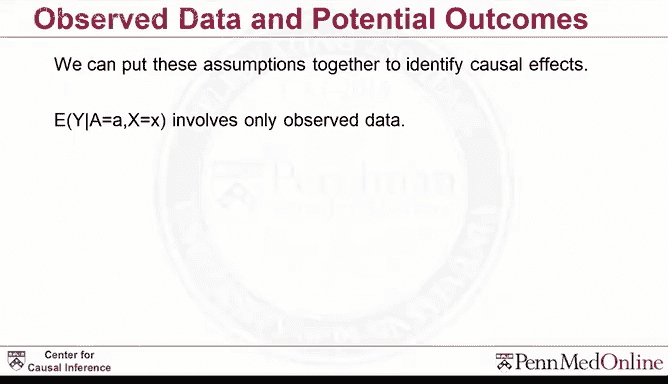 Observed Data and Potential Outcomes
We can put these assumptions together to identify causal effects.
E(Y|A=a,X=x) involves only observed data.
Center for
Causal Inference
PennMedOnline